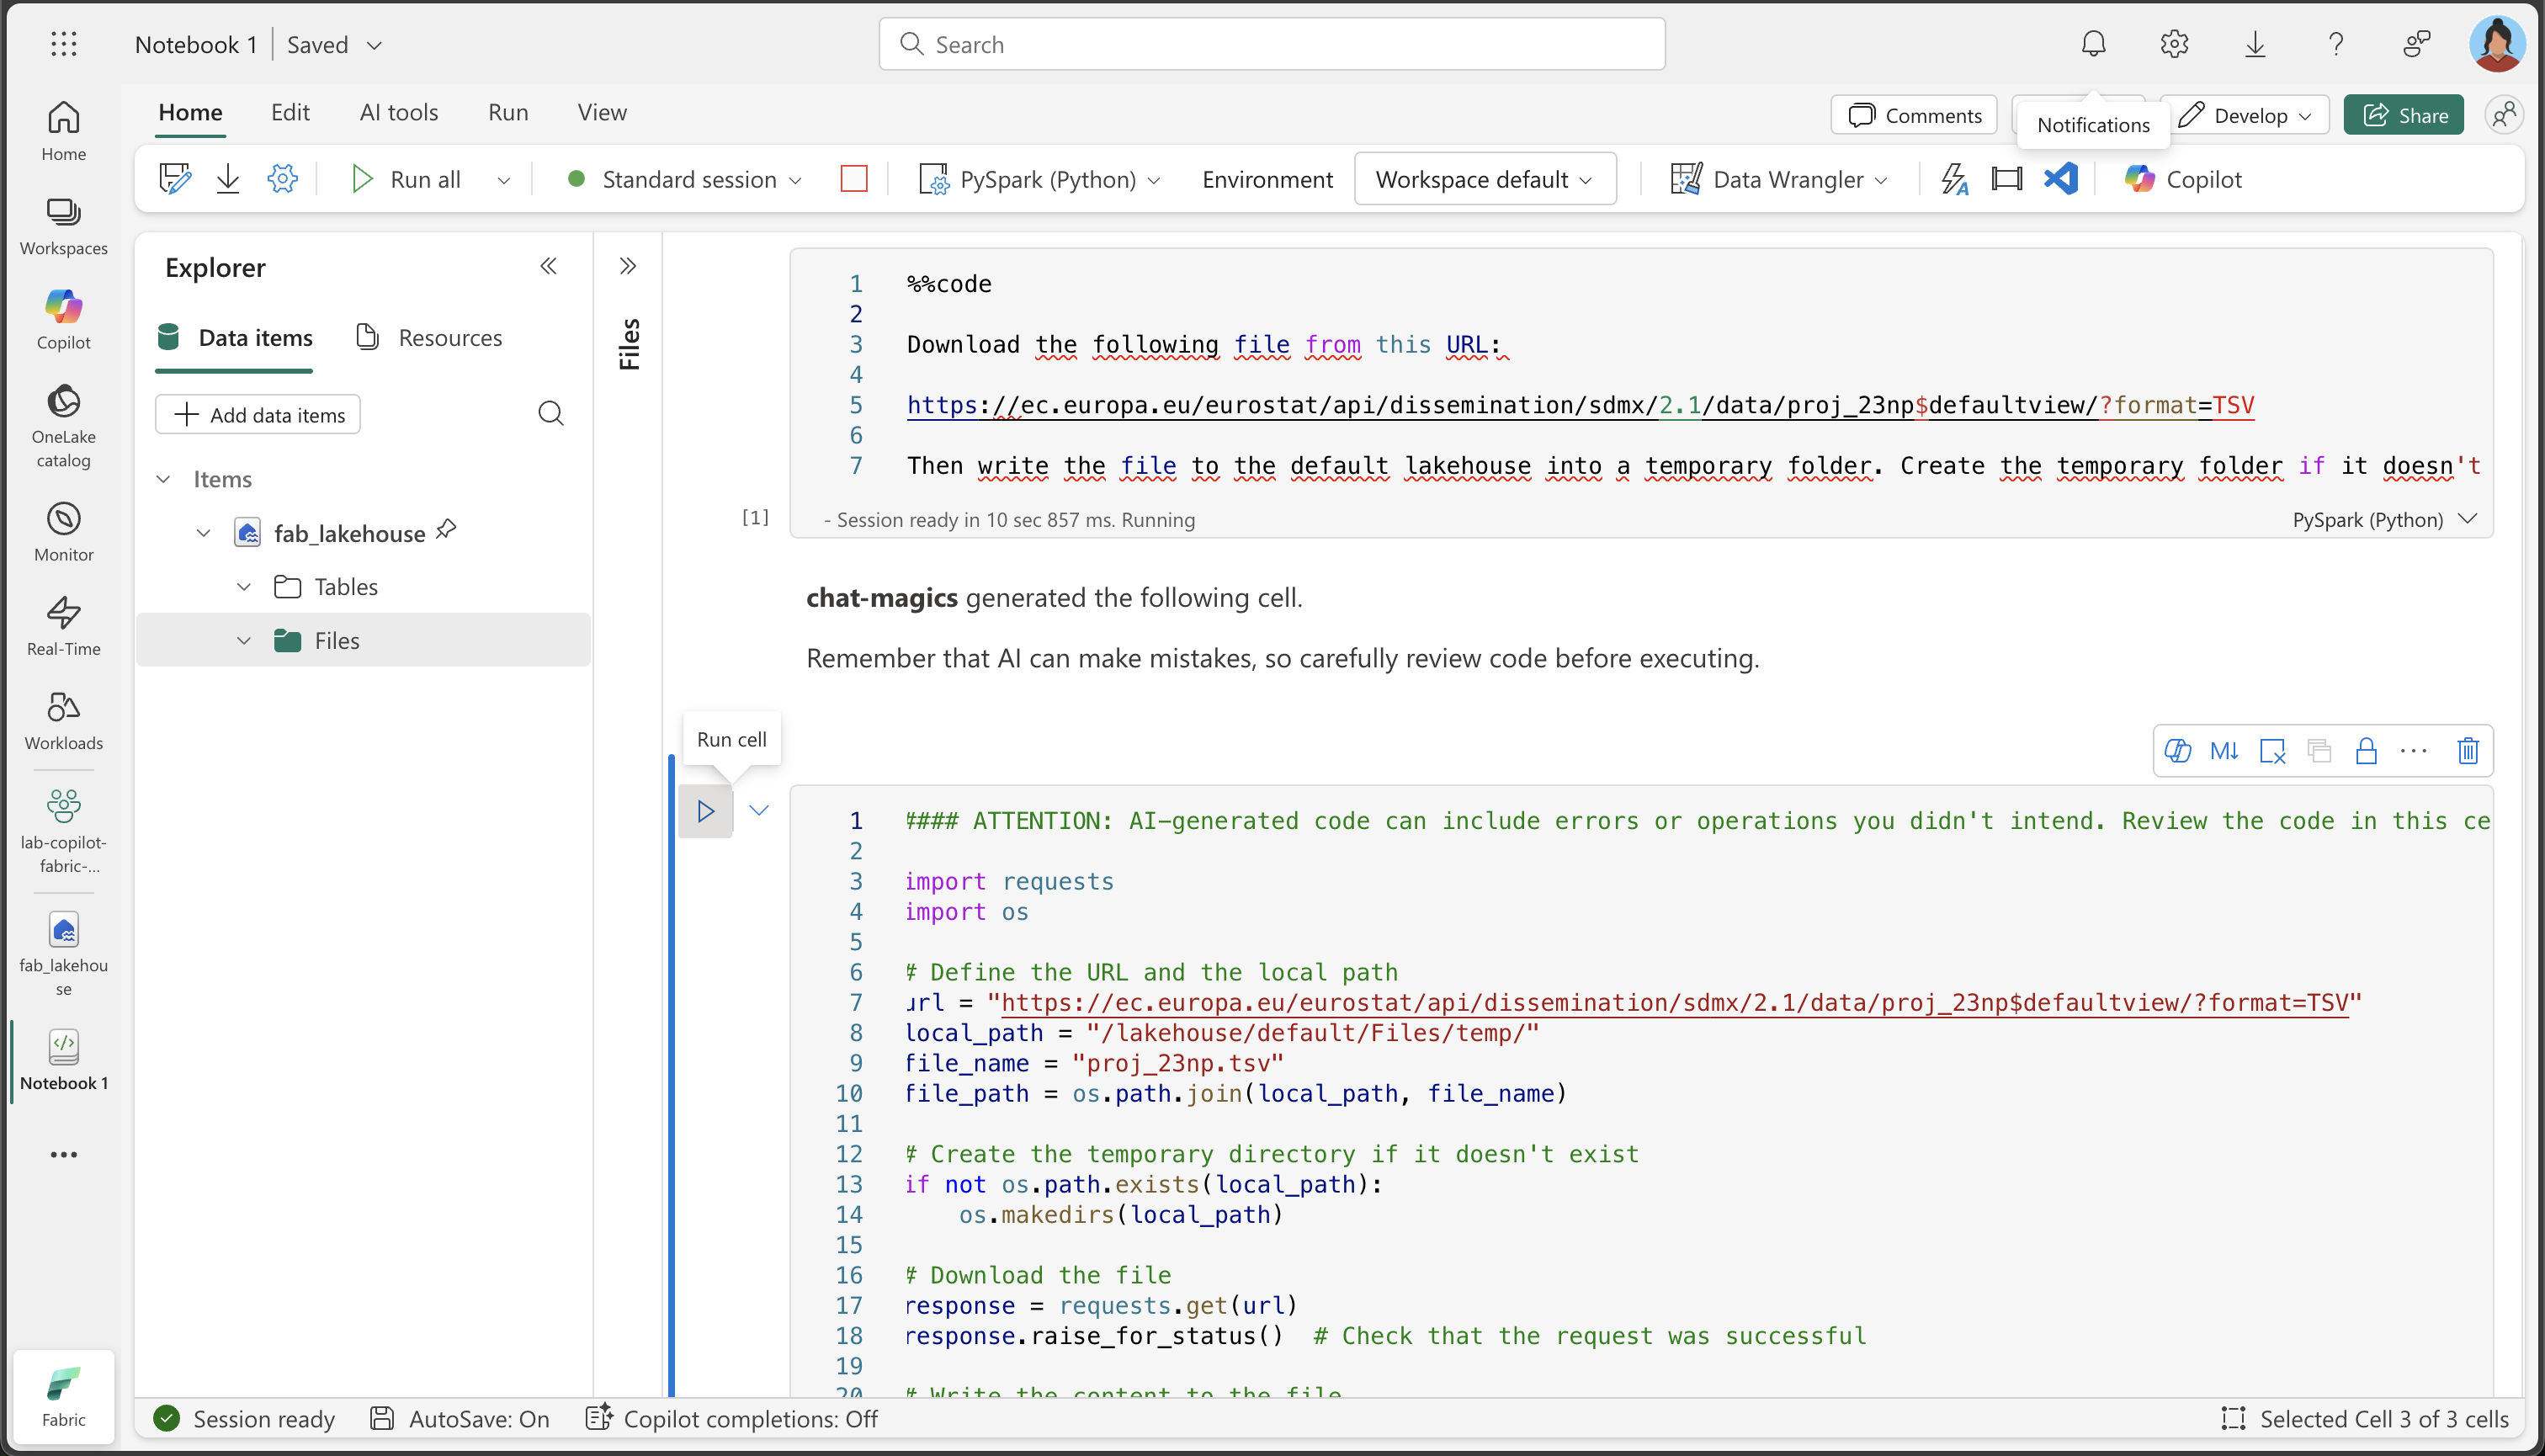 Notebook 1 Saved
Search
Home
Workspaces
Copilot
OneLake
catalog
Monitor
Real-Time
Workloads
lab-copilot-
fabric-...
fab_lakehou
se
Notebook 1
Fabric
Home Edit AI tools Run View
Comments
Notifications
Develop
Share
Run all
Standard session
PySpark (Python)
Environment
Workspace default
Data Wrangler
Copilot
Explorer
Data items
Resources
Add data items
Items
fab_lakehouse
Tables
Files
Files
1 %%code
2
3 Download the following file from this URL:
4
5 https://ec.europa.eu/eurostat/api/dissemination/sdmx/2.1/data/proj_23np$defaultview/?format=TSV
6
7 Then write the file to the default lakehouse into a temporary folder. Create the temporary folder if it doesn't
[1]
- Session ready in 10 sec 857 ms. Running
PySpark (Python)
chat-magics generated the following cell.
Remember that AI can make mistakes, so carefully review code before executing.
Run cell
M↓
1 #### ATTENTION: AI-generated code can include errors or operations you didn't intend. Review the code in this ce
2
3 import requests
4 import os
5
6 # Define the URL and the local path
7 url = "https://ec.europa.eu/eurostat/api/dissemination/sdmx/2.1/data/proj_23np$defaultview/?format=TSV"
8 local_path = "/lakehouse/default/Files/temp/"
9 file_name = "proj_23np.tsv"
10 file_path = os.path.join(local_path, file_name)
11
12 # Create the temporary directory if it doesn't exist
13 if not os.path.exists(local_path):
14 os.makedirs(local_path)
15
16 # Download the file
17 response = requests.get(url)
18 response.raise_for_status() # Check that the request was successful
19
20 # Write the content to the file
Session ready
AutoSave: On
Copilot completions: Off
Selected Cell 3 of 3 cells